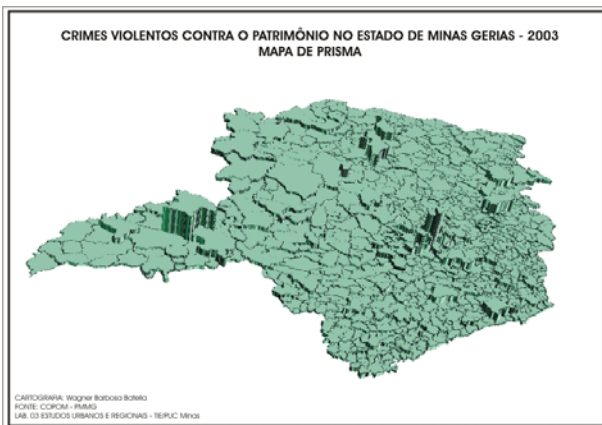 CRIMES VIOLENTOS CONTRA O PATRIMÔNIO NO ESTADO DE MINAS GERIAS - 2003
MAPA DE PRISMA
CARTOGRAFIA: Wagner Barbosa Batella
FONTE: COPOM - PMMG
LAB. 03 ESTUDOS URBANOS E REGIONAIS - TIE/PUC Minas